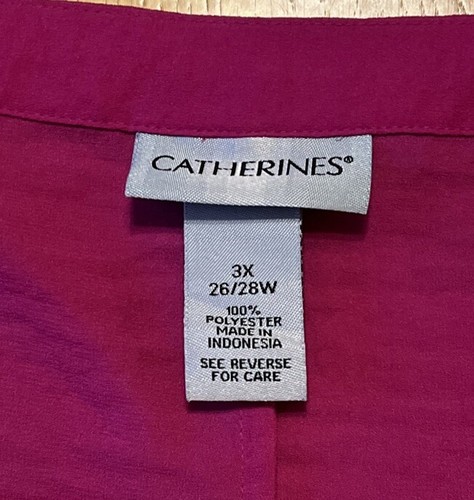 CATHERINES®
3X
26/28W
100%
POLYESTER
MADE IN
INDONESIA
SEE REVERSE
FOR CARE